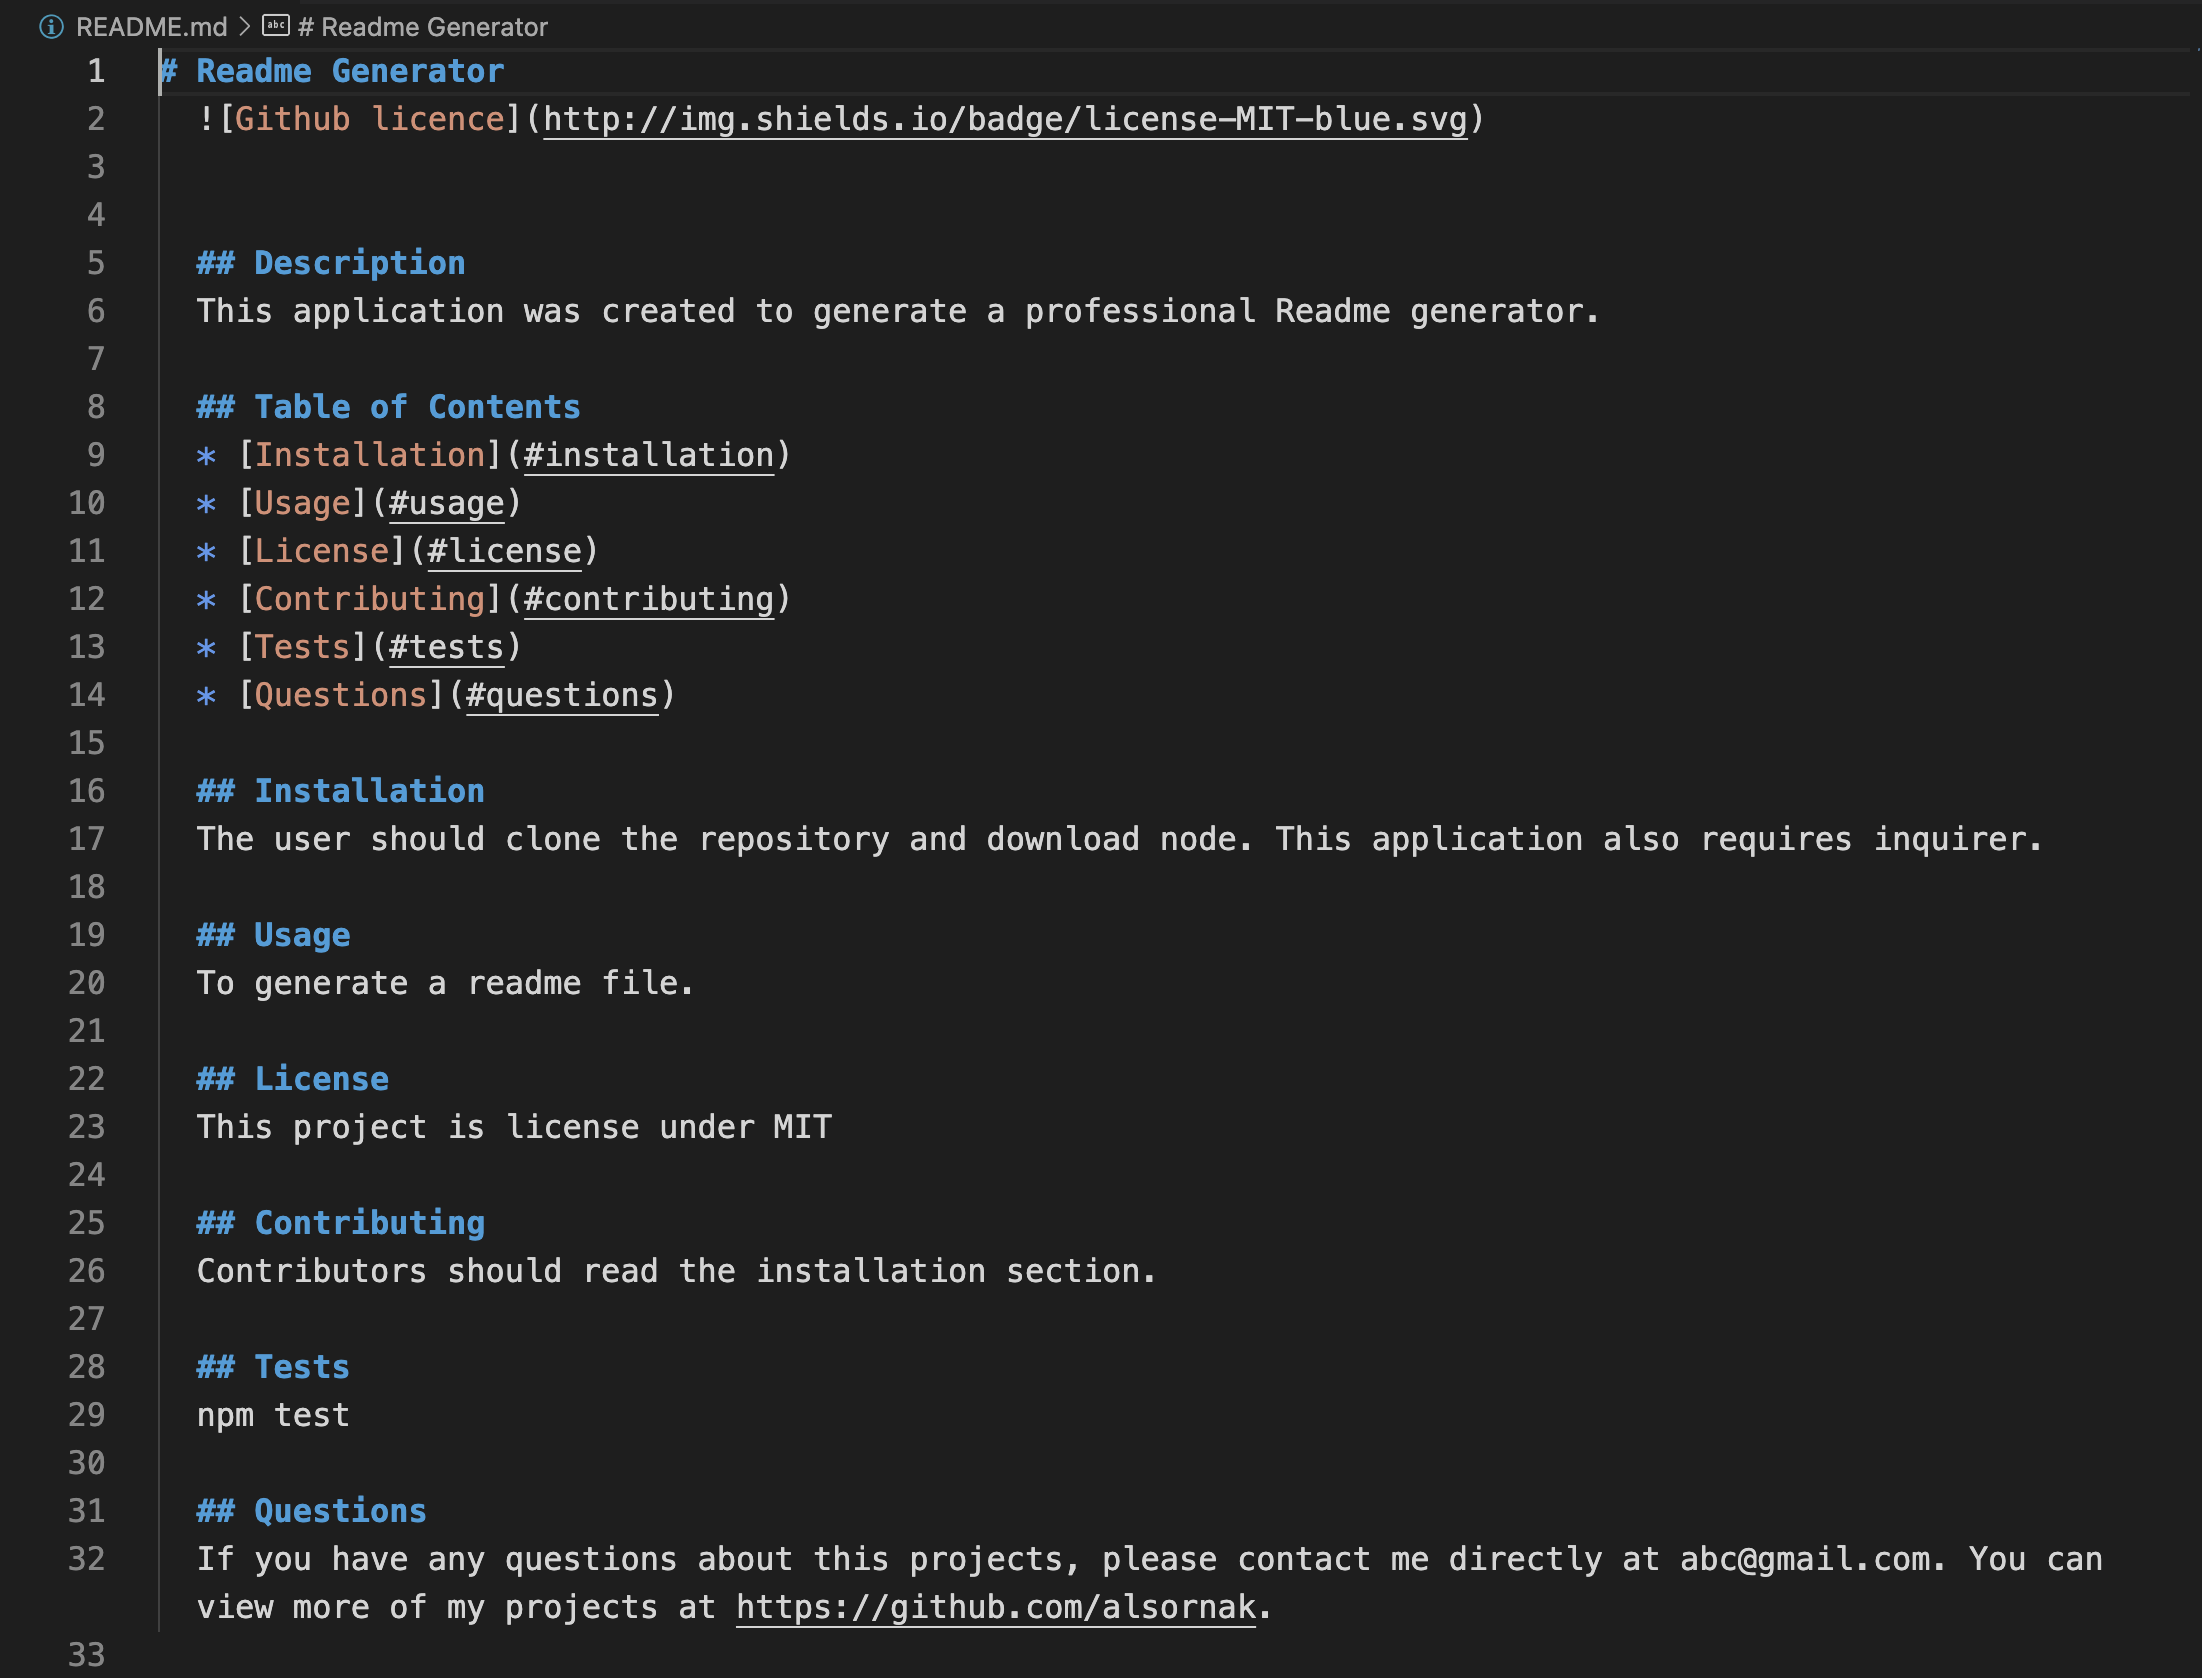 README.md > abc # Readme Generator
1 # Readme Generator
2 ![Github licence](http://img.shields.io/badge/license-MIT-blue.svg)
3
4
5 ## Description
6 This application was created to generate a professional Readme generator.
7
8 ## Table of Contents
9 * [Installation](#installation)
10 * [Usage](#usage)
11 * [License](#license)
12 * [Contributing](#contributing)
13 * [Tests](#tests)
14 * [Questions](#questions)
15
16 ## Installation
17 The user should clone the repository and download node. This application also requires inquirer.
18
19 ## Usage
20 To generate a readme file.
21
22 ## License
23 This project is license under MIT
24
25 ## Contributing
26 Contributors should read the installation section.
27
28 ## Tests
29 npm test
30
31 ## Questions
32 If you have any questions about this projects, please contact me directly at abc@gmail.com. You can
view more of my projects at https://github.com/alsornak.
33